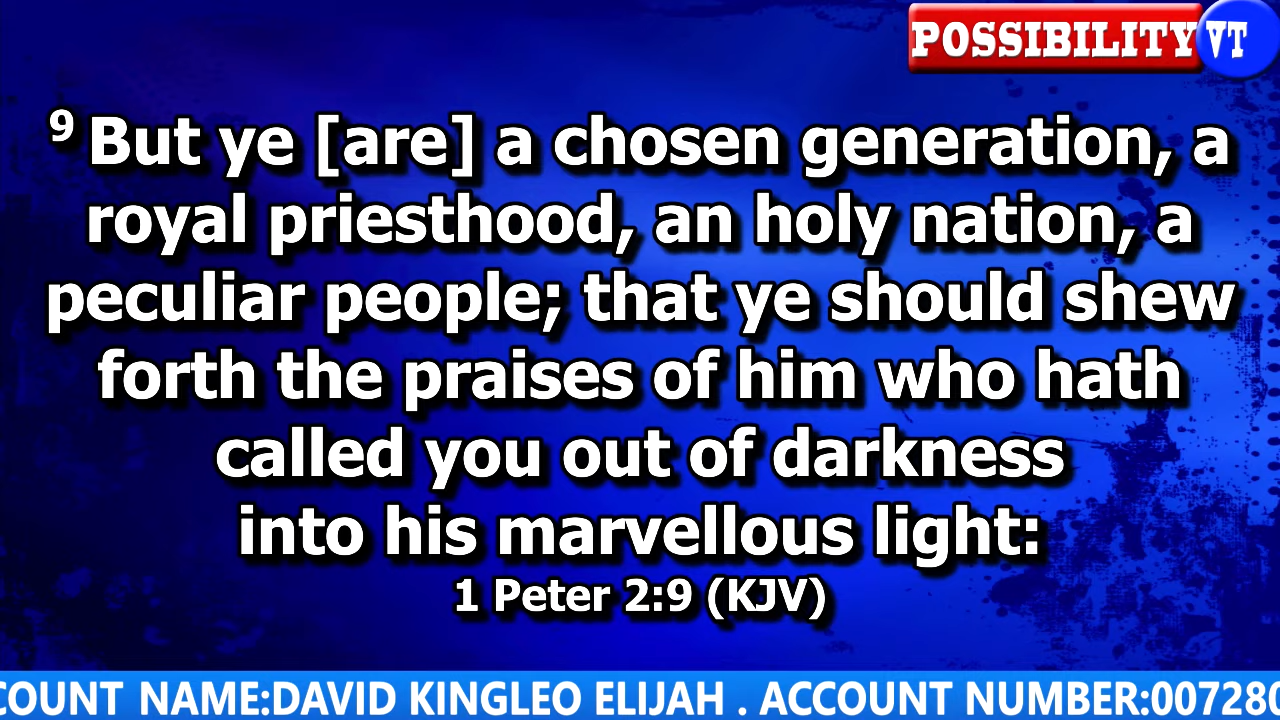 POSSIBILITY VT
9 But ye [are] a chosen generation, a
royal priesthood, an holy nation, a
peculiar people; that ye should shew
forth the praises of him who hath
called you out of darkness
into his marvellous light:
1 Peter 2:9 (KJV)
COUNT NAME:DAVID KINGLEO ELIJAH . ACCOUNT NUMBER:007280